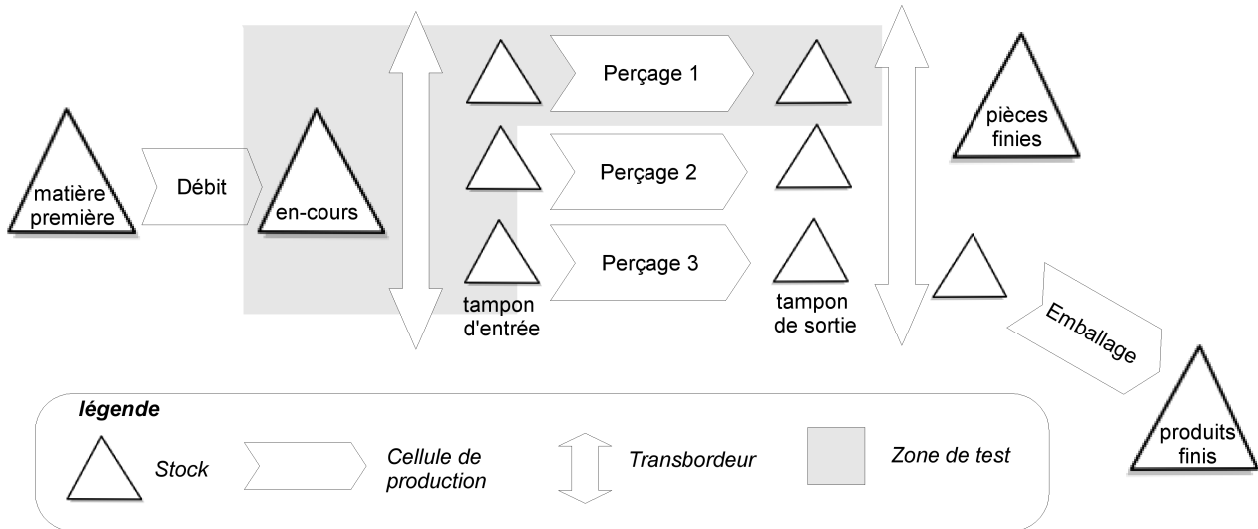 Perçage 1
Perçage 2
Perçage 3
matière
première
Débit
en-cours
tampon
d'entrée
tampon
de sortie
pièces
finies
Emballage
produits
finis
légende
Stock
Cellule de
production
Transbordeur
Zone de test